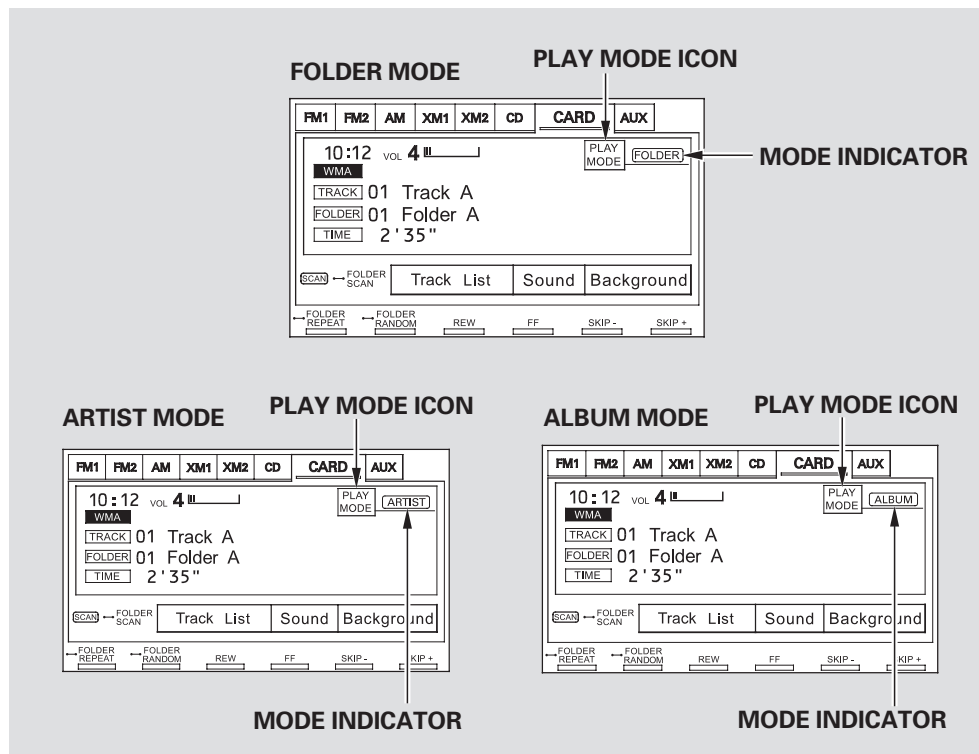 FOLDER MODE
PLAY MODE ICON
FM1 FM2 AM XM1 XM2 CD CARD AUX
10:12 VOL 4 PLAY MODE FOLDER
MODE INDICATOR
WMA
TRACK 01 Track A
FOLDER 01 Folder A
TIME 2'35"
SCAN FOLDER SCAN Track List Sound Background
FOLDER REPEAT FOLDER RANDOM REW FF SKIP - SKIP +
ARTIST MODE
PLAY MODE ICON
FM1 FM2 AM XM1 XM2 CD CARD AUX
10:12 VOL 4 PLAY MODE ARTIST
WMA
TRACK 01 Track A
FOLDER 01 Folder A
TIME 2'35"
SCAN FOLDER SCAN Track List Sound Background
FOLDER REPEAT FOLDER RANDOM REW FF SKIP - SKIP +
MODE INDICATOR
ALBUM MODE
PLAY MODE ICON
FM1 FM2 AM XM1 XM2 CD CARD AUX
10:12 VOL 4 PLAY MODE ALBUM
WMA
TRACK 01 Track A
FOLDER 01 Folder A
TIME 2'35"
SCAN FOLDER SCAN Track List Sound Background
FOLDER REPEAT FOLDER RANDOM REW FF SKIP - KIP +
MODE INDICATOR